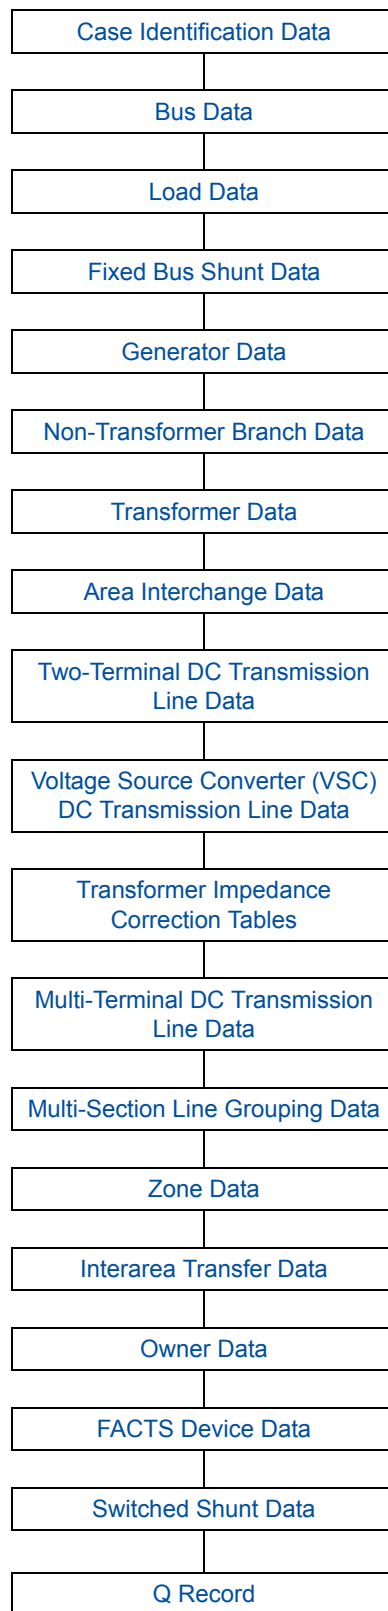 Case Identification Data
Bus Data
Load Data
Fixed Bus Shunt Data
Generator Data
Non-Transformer Branch Data
Transformer Data
Area Interchange Data
Two-Terminal DC Transmission
Line Data
Voltage Source Converter (VSC)
DC Transmission Line Data
Transformer Impedance
Correction Tables
Multi-Terminal DC Transmission
Line Data
Multi-Section Line Grouping Data
Zone Data
Interarea Transfer Data
Owner Data
FACTS Device Data
Switched Shunt Data
Q Record